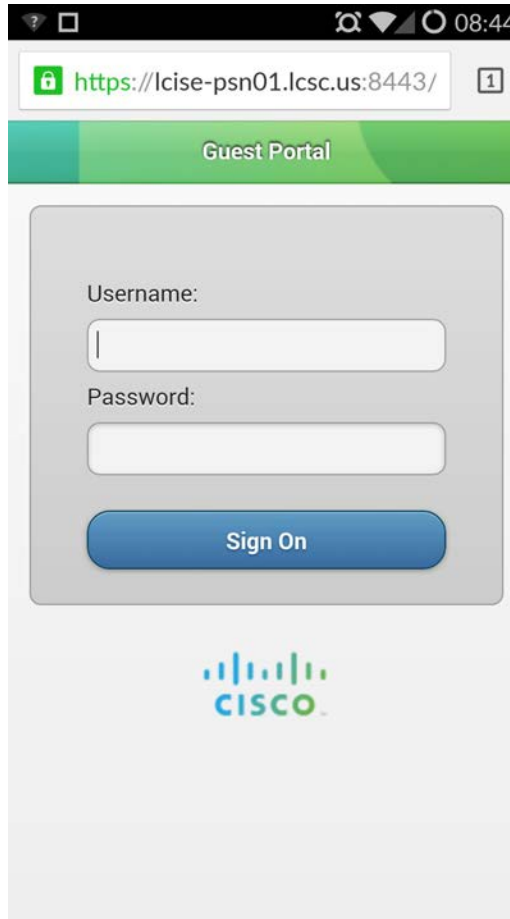 08:44
https://lcise-psn01.lcsc.us:8443/
1
Guest Portal
Username:
Password:
Sign On
CISCO